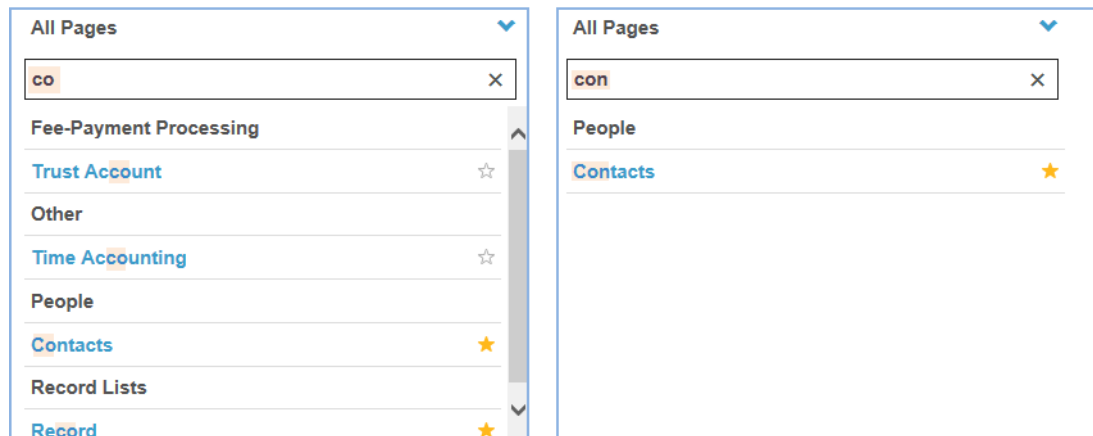 All Pages
co
Fee-Payment Processing
Trust Account
Other
Time Accounting
People
Contacts
Record Lists
Record
All Pages
con
People
Contacts